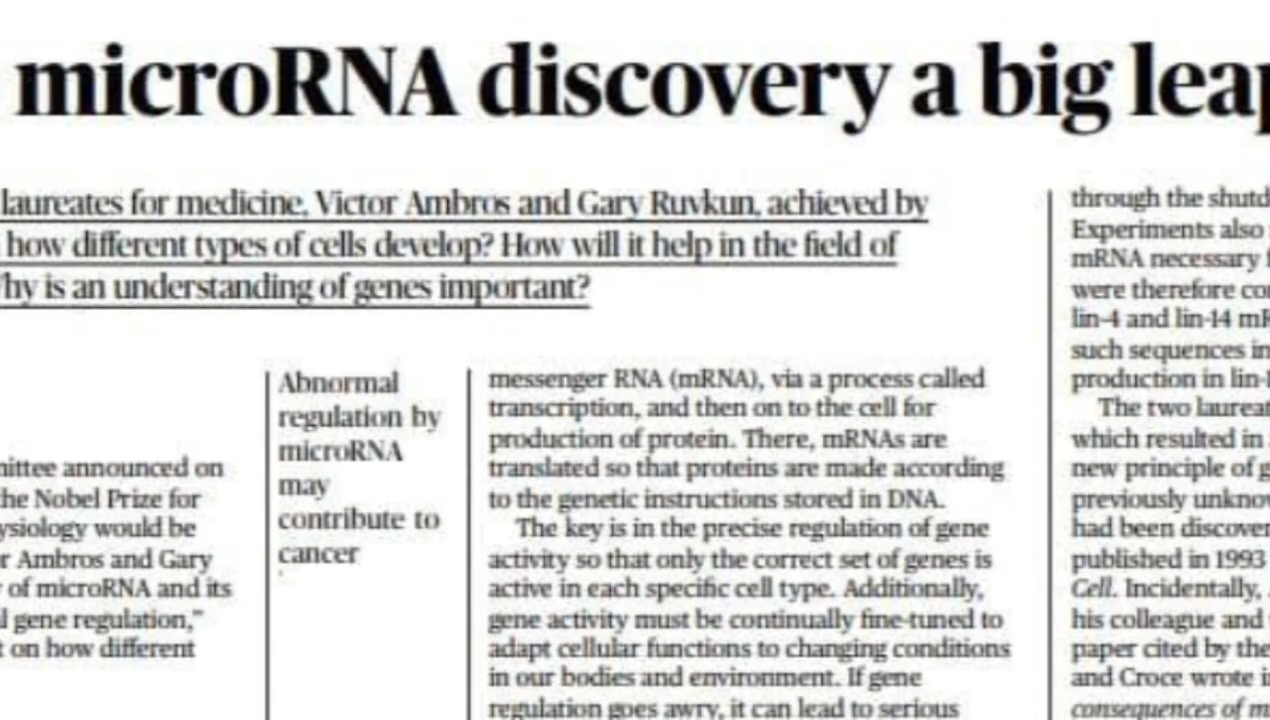 microRNA discovery a big leap
laureates for medicine, Victor Ambros and Gary Ruvkun, achieved by
how different types of cells develop? How will it help in the field of
hy is an understanding of genes important?
mittee announced on
the Nobel Prize for
ysiology would be
r Ambros and Gary
of microRNA and its
l gene regulation,”
t on how different
Abnormal
regulation by
microRNA
may
contribute to
cancer
messenger RNA (mRNA), via a process called
transcription, and then on to the cell for
production of protein. There, mRNAs are
translated so that proteins are made according
to the genetic instructions stored in DNA.
The key is in the precise regulation of gene
activity so that only the correct set of genes is
active in each specific cell type. Additionally,
gene activity must be continually fine-tuned to
adapt cellular functions to changing conditions
in our bodies and environment. If gene
regulation goes awry, it can lead to serious
through the shutd
Experiments also
mRNA necessary f
were therefore co
lin-4 and lin-14 mR
such sequences in
production in lin-1
The two laureat
which resulted in
new principle of g
previously unknow
had been discover
published in 1993
Cell. Incidentally,
his colleague and
paper cited by the
and Croce wrote i
consequences of m